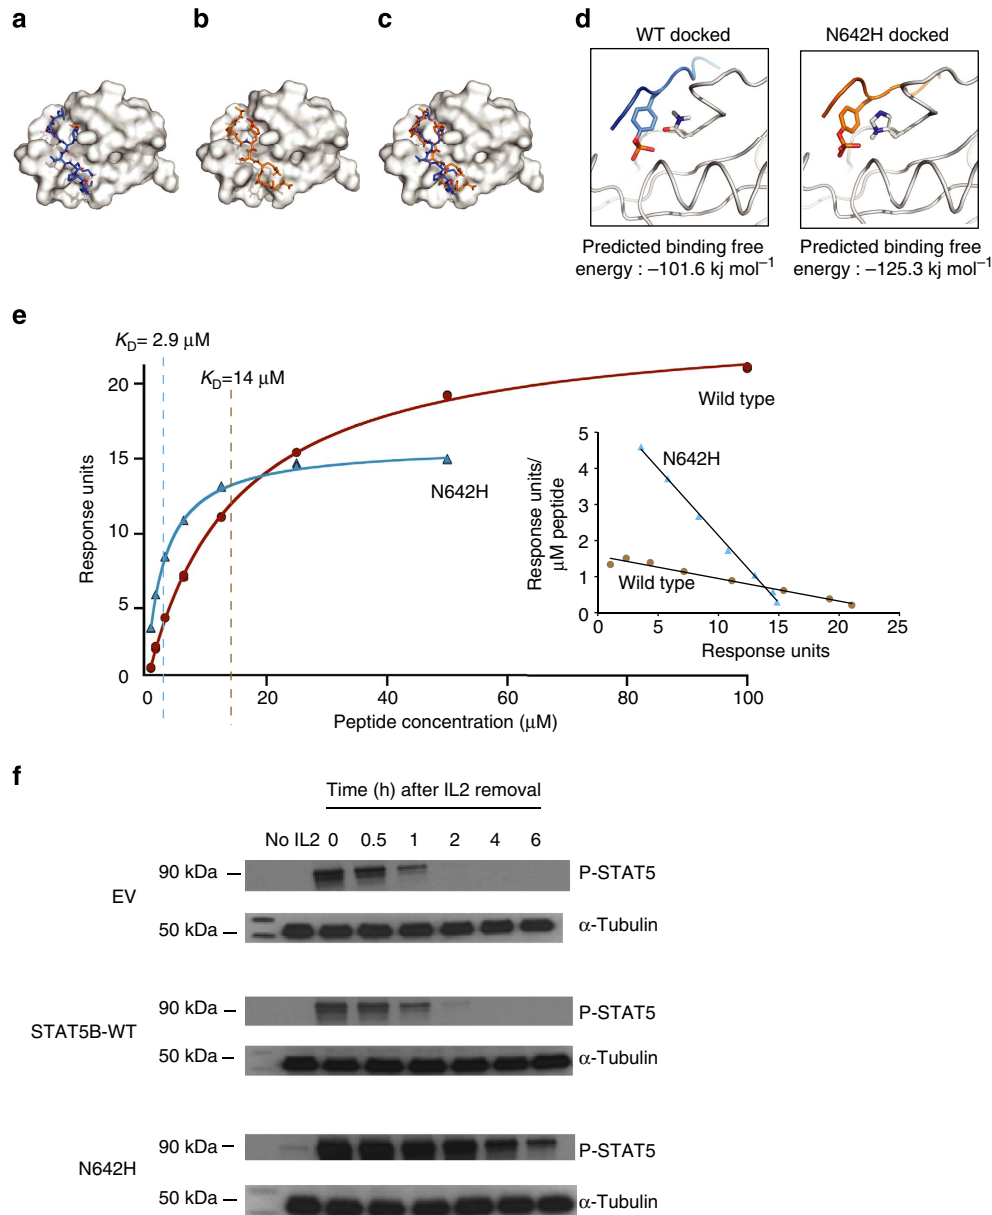 a
b
c
d
WT docked
N642H docked
Predicted binding free
energy : –101.6 kj mol⁻¹
Predicted binding free
energy : –125.3 kj mol⁻¹
e
K_D= 2.9 µM
K_D=14 µM
20
15
10
5
0
Response units
0
20
40
60
80
100
Peptide concentration (µM)
Wild type
N642H
5
4
3
2
1
0
Response units/
µM peptide
N642H
Wild type
0
5
10
15
20
25
Response units
f
Time (h) after IL2 removal
No IL2 0 0.5 1 2 4 6
90 kDa
P-STAT5
EV
50 kDa
α-Tubulin
90 kDa
P-STAT5
STAT5B-WT
50 kDa
α-Tubulin
90 kDa
P-STAT5
N642H
50 kDa
α-Tubulin